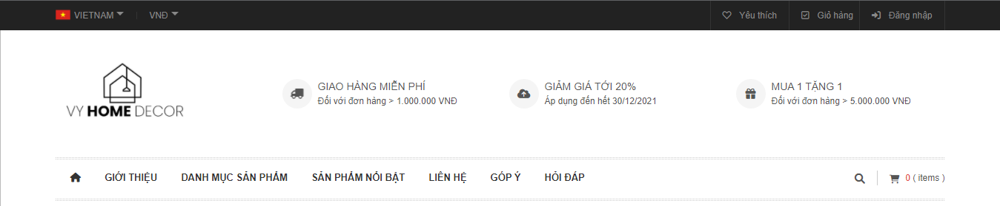 VIETNAM VNĐ Yêu thích Giỏ hàng Đăng nhập
VY HOME DECOR
GIAO HÀNG MIỄN PHÍ
Đối với đơn hàng > 1.000.000 VNĐ
GIẢM GIÁ TỚI 20%
Áp dụng đến hết 30/12/2021
MUA 1 TẶNG 1
Đối với đơn hàng > 5.000.000 VNĐ
GIỚI THIỆU DANH MỤC SẢN PHẨM SẢN PHẨM NỔI BẬT LIÊN HỆ GÓP Ý HỎI ĐÁP 0 ( items )